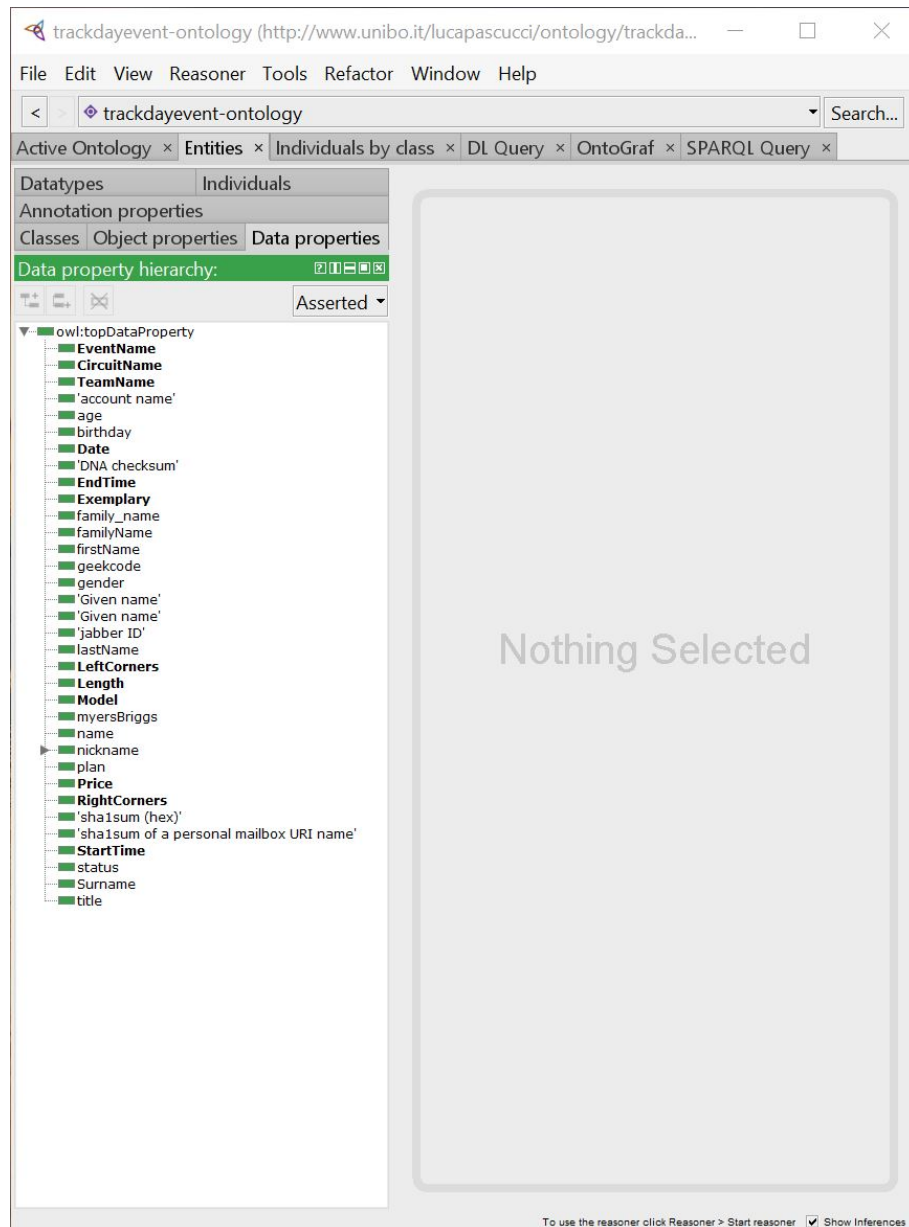 trackdayevent-ontology (http://www.unibo.it/lucapascucci/ontology/trackda...
File Edit View Reasoner Tools Refactor Window Help
< > trackdayevent-ontology Search...
Active Ontology × Entities × Individuals by class × DL Query × OntoGraf × SPARQL Query ×
Datatypes Individuals
Annotation properties
Classes Object properties Data properties
Data property hierarchy:
Asserted
owl:topDataProperty
EventName
CircuitName
TeamName
'account name'
age
birthday
Date
'DNA checksum'
EndTime
Exemplary
family_name
familyName
firstName
geekcode
gender
'Given name'
'Given name'
'jabber ID'
lastName
LeftCorners
Length
Model
myersBriggs
name
nickname
plan
Price
RightCorners
'sha1sum (hex)'
'sha1sum of a personal mailbox URI name'
StartTime
status
Surname
title
Nothing Selected
To use the reasoner click Reasoner > Start reasoner Show Inferences